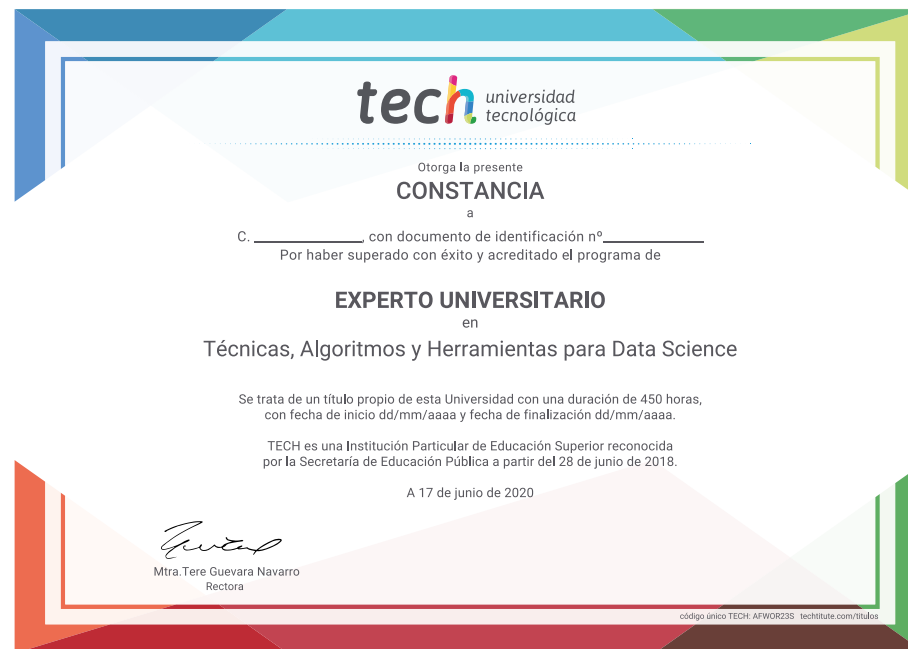 tech universidad
tecnológica
Otorga la presente
CONSTANCIA
a
C. ____________, con documento de identificación nº____________
Por haber superado con éxito y acreditado el programa de
EXPERTO UNIVERSITARIO
en
Técnicas, Algoritmos y Herramientas para Data Science
Se trata de un título propio de esta Universidad con una duración de 450 horas,
con fecha de inicio dd/mm/aaaa y fecha de finalización dd/mm/aaaa.
TECH es una Institución Particular de Educación Superior reconocida
por la Secretaría de Educación Pública a partir del 28 de junio de 2018.
A 17 de junio de 2020
Mtra.Tere Guevara Navarro
Rectora
código único TECH: AFWOR23S techtitute.com/titulos